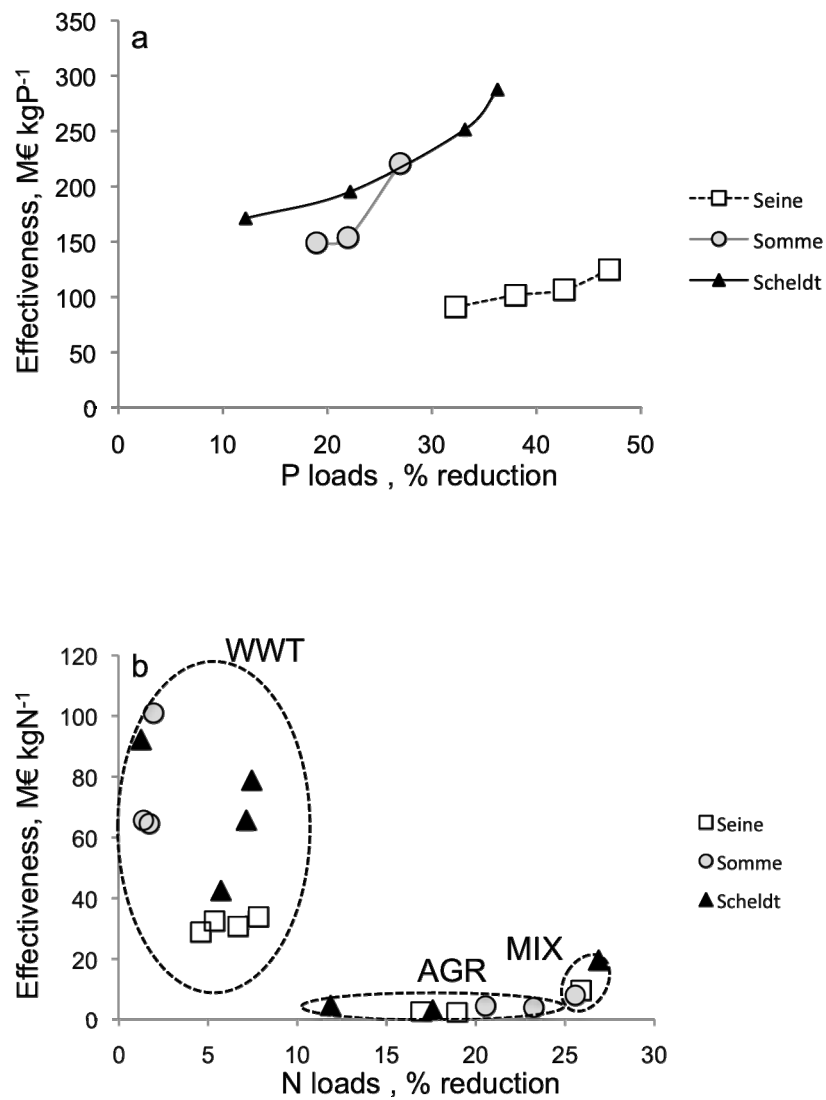 a
350
300
250
200
150
100
50
0
Effectiveness, M€ kgP-1
0 10 20 30 40 50
P loads , % reduction
Seine
Somme
Scheldt
b
WWT
120
100
80
60
40
20
0
Effectiveness, M€ kgN-1
AGR
MIX
0 5 10 15 20 25 30
N loads , % reduction
Seine
Somme
Scheldt